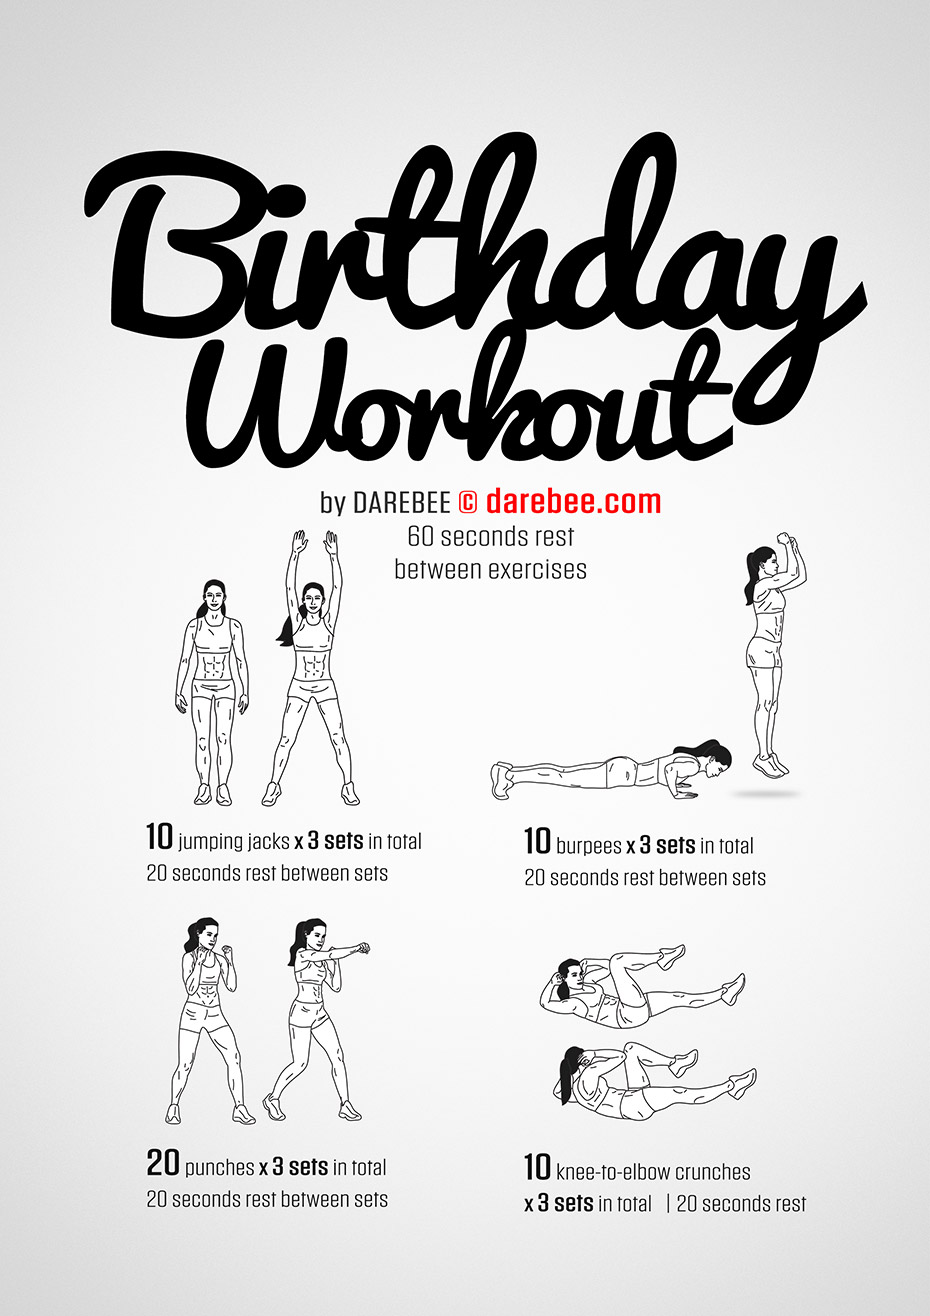 Birthday
Workout
by DAREBEE © darebee.com
60 seconds rest
between exercises
10 jumping jacks x 3 sets in total
20 seconds rest between sets
10 burpees x 3 sets in total
20 seconds rest between sets
20 punches x 3 sets in total
20 seconds rest between sets
10 knee-to-elbow crunches
x 3 sets in total | 20 seconds rest